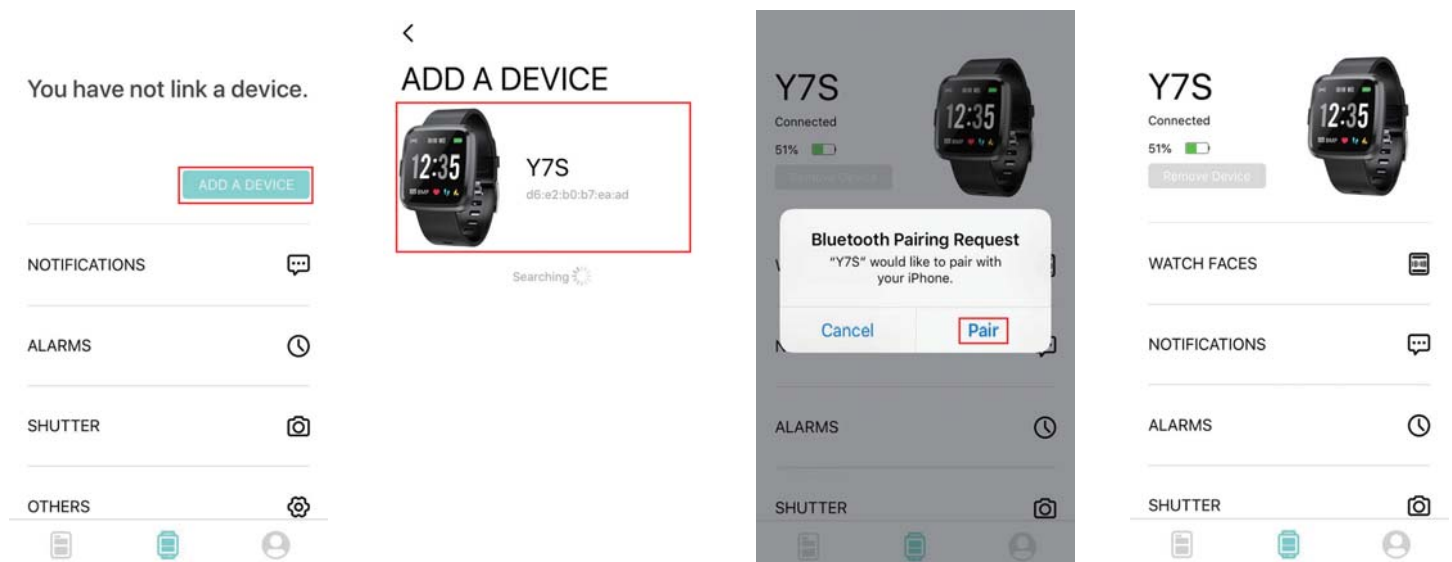 You have not link a device.
ADD A DEVICE
NOTIFICATIONS
ALARMS
SHUTTER
OTHERS
ADD A DEVICE
12:35
Y7S
d6:e2:b0:b7:ea:ad
Searching
Y7S
Connected
51%
Remove Device
12:35
Bluetooth Pairing Request
"Y7S" would like to pair with
your iPhone.
Cancel
Pair
ALARMS
SHUTTER
Y7S
Connected
51%
Remove Device
12:35
WATCH FACES
NOTIFICATIONS
ALARMS
SHUTTER